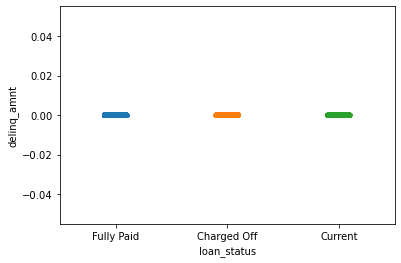 0.04
0.02
0.00
−0.02
−0.04
delinq_amnt
Fully Paid
Charged Off
Current
loan_status